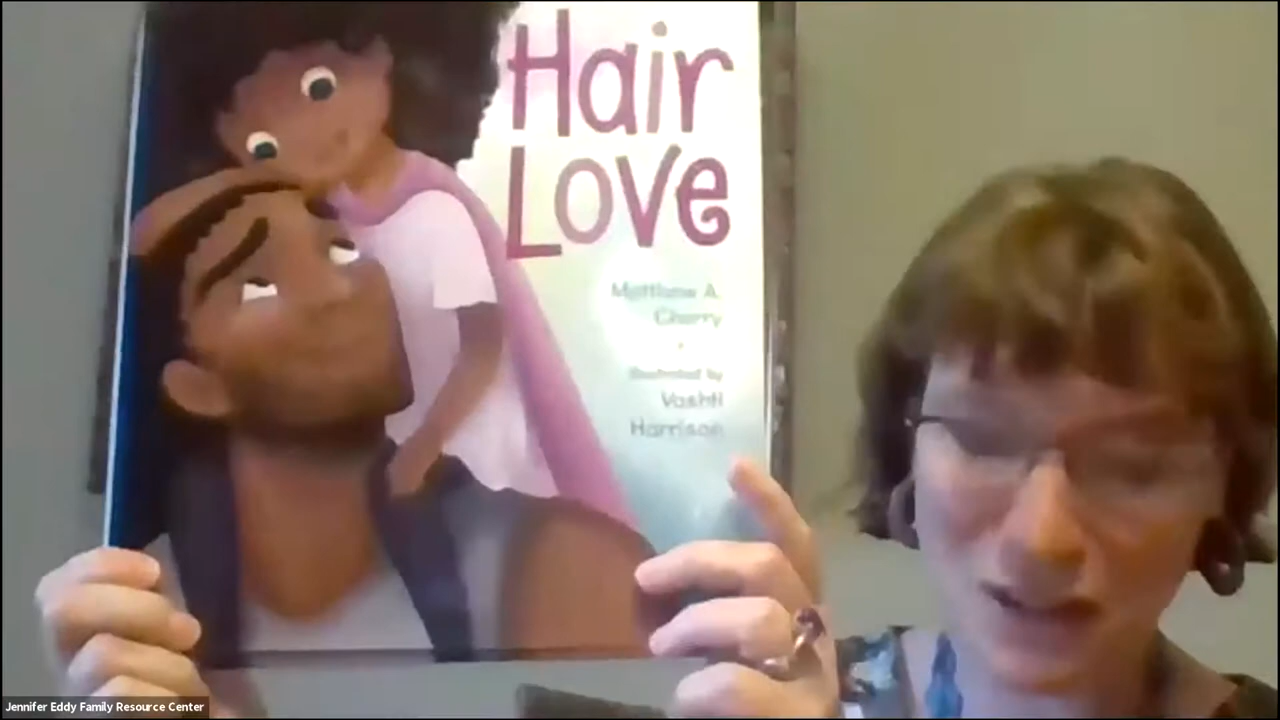 Hair
Love
Matthew A.
Cherry
Illustrated by
Vashti
Harrison
Jennifer Eddy Family Resource Center